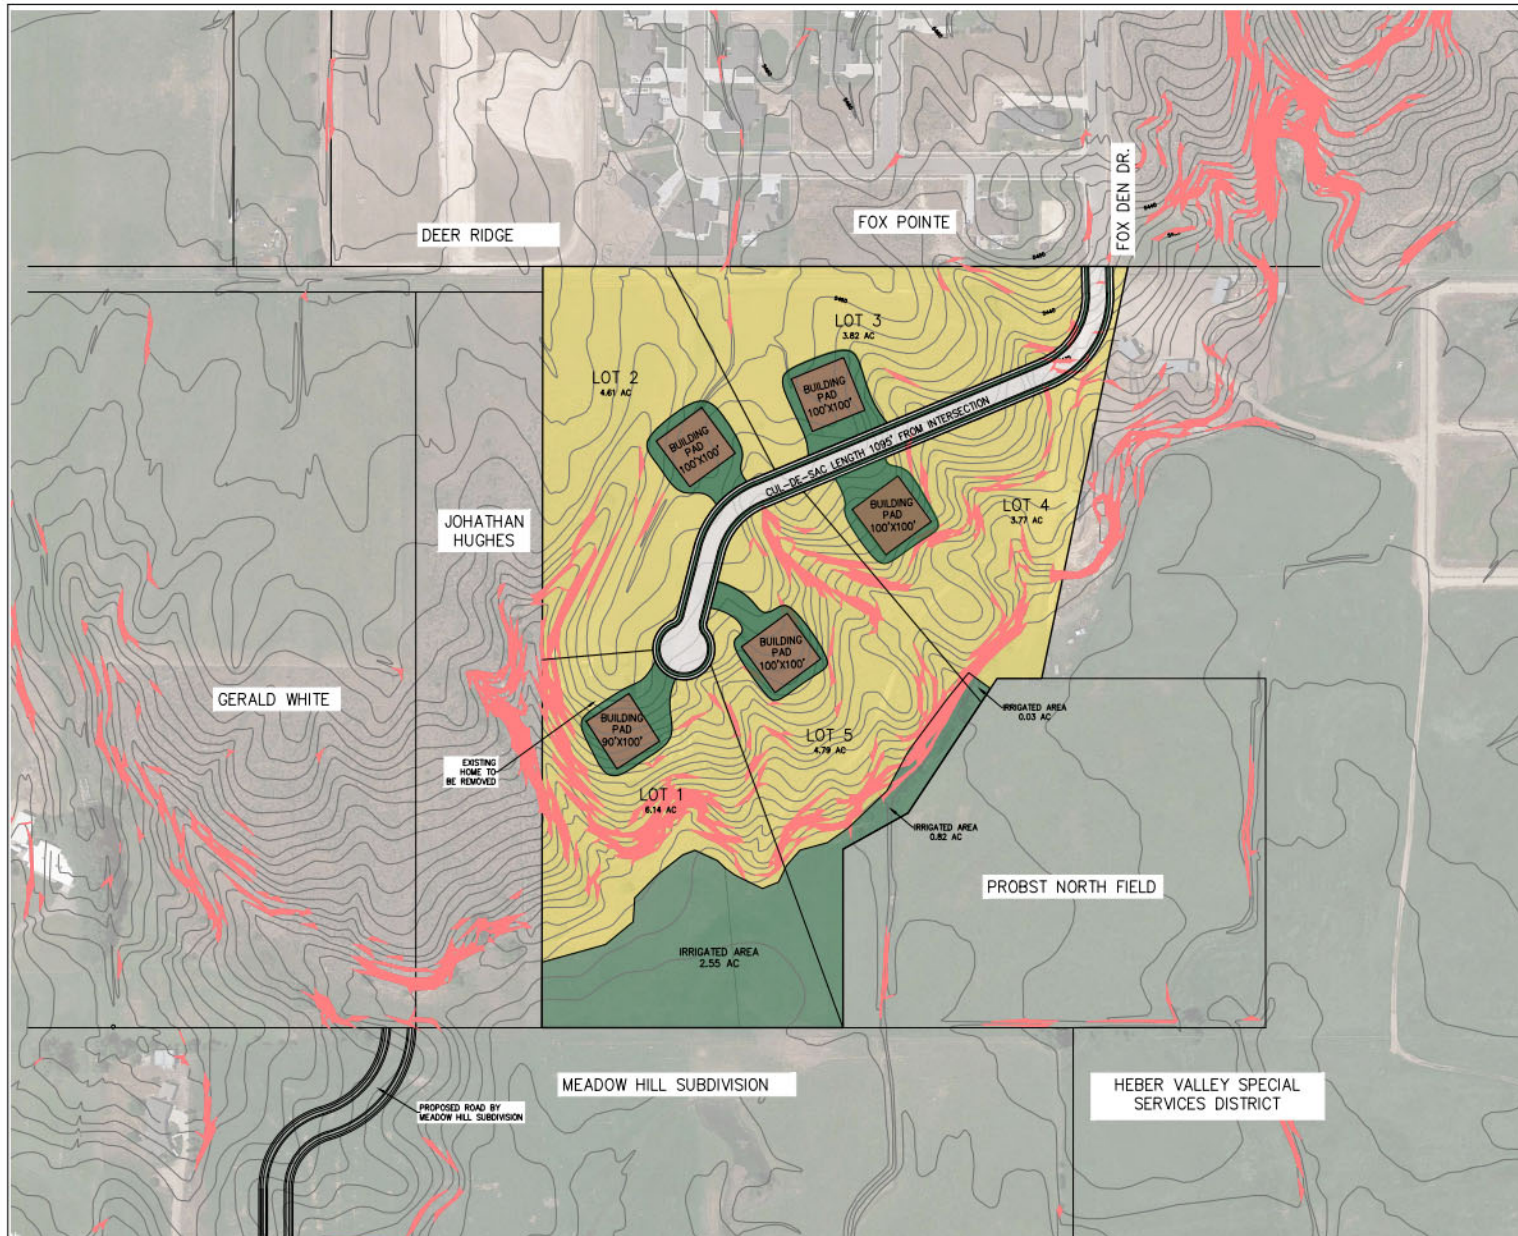 DEER RIDGE
FOX POINTE
FOX DEN DR.
LOT 3
3.82 AC
LOT 2
4.61 AC
BUILDING
PAD
100'X100'
BUILDING
PAD
100'X100'
CUL-DE-SAC LENGTH 1095' FROM INTERSECTION
BUILDING
PAD
100'X100'
LOT 4
3.77 AC
JOHATHAN
HUGHES
BUILDING
PAD
100'X100'
GERALD WHITE
BUILDING
PAD
90'X100'
IRRIGATED AREA
0.03 AC
LOT 5
4.79 AC
EXISTING
HOME TO
BE REMOVED
LOT 1
6.14 AC
IRRIGATED AREA
0.82 AC
PROBST NORTH FIELD
IRRIGATED AREA
2.55 AC
MEADOW HILL SUBDIVISION
HEBER VALLEY SPECIAL
SERVICES DISTRICT
PROPOSED ROAD BY
MEADOW HILL SUBDIVISION